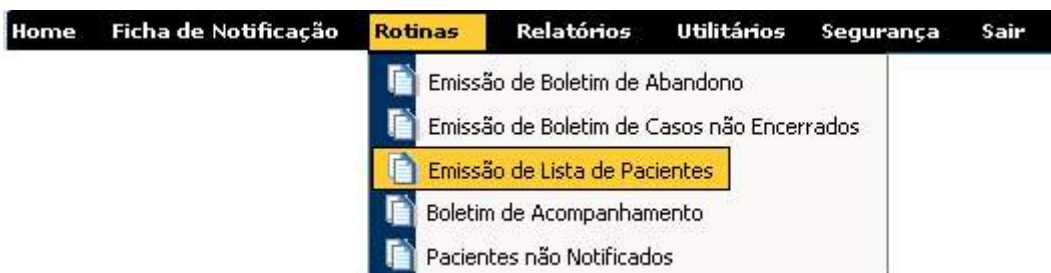 Home Ficha de Notificação Rotinas Relatórios Utilitários Segurança Sair
Emissão de Boletim de Abandono
Emissão de Boletim de Casos não Encerrados
Emissão de Lista de Pacientes
Boletim de Acompanhamento
Pacientes não Notificados